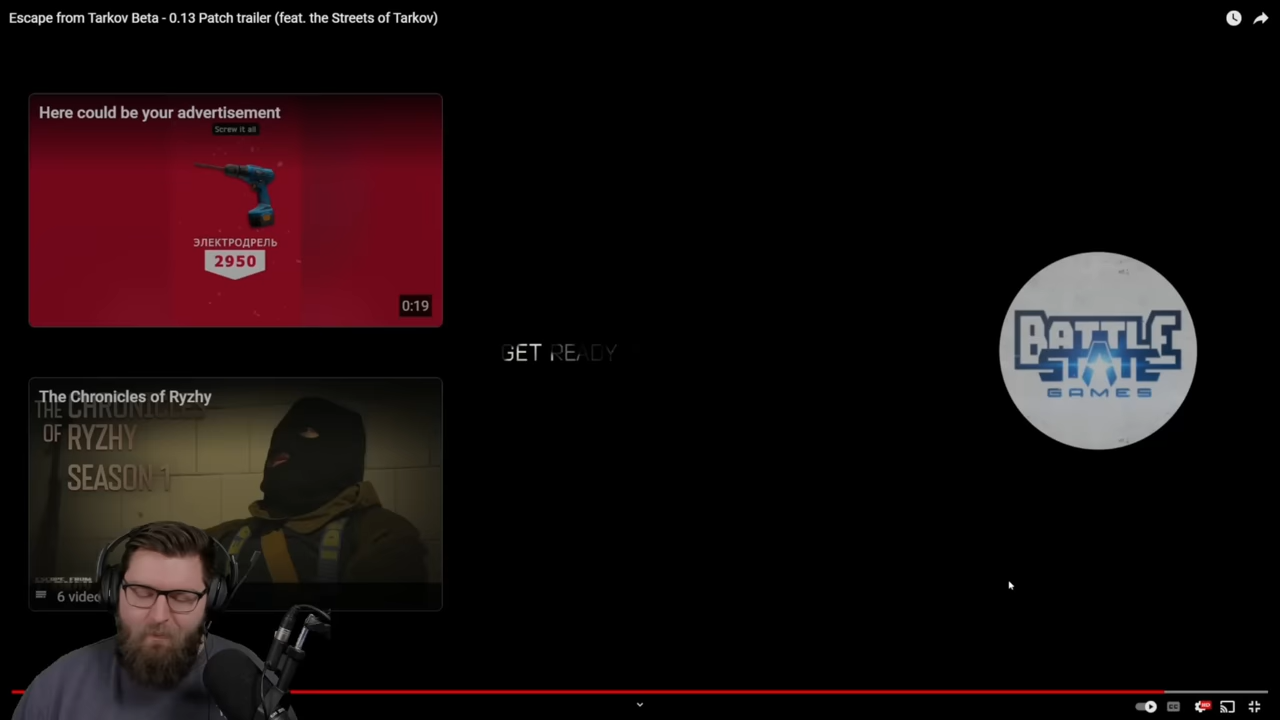 Escape from Tarkov Beta - 0.13 Patch trailer (feat. the Streets of Tarkov)
Here could be your advertisement
Screw it all
ЭЛЕКТРОДРЕЛЬ
2950
0:19
GET READY
BATTLE
STATE
GAMES
The Chronicles of Ryzhy
THE CHRONICLES
OF RYZHY
SEASON 1
6 video
CC
HD